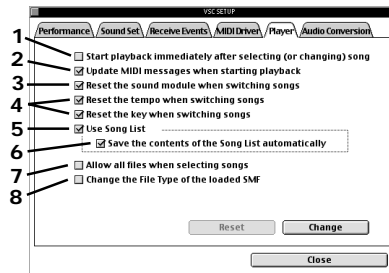 VSC SETUP
Performance Sound Set Receive Events MIDI Driver Player Audio Conversion
1 Start playback immediately after selecting (or changing) song
2 Update MIDI messages when starting playback
3 Reset the sound module when switching songs
4 Reset the tempo when switching songs
Reset the key when switching songs
5 Use Song List
6 Save the contents of the Song List automatically
7 Allow all files when selecting songs
8 Change the File Type of the loaded SMF
Reset Change
Close